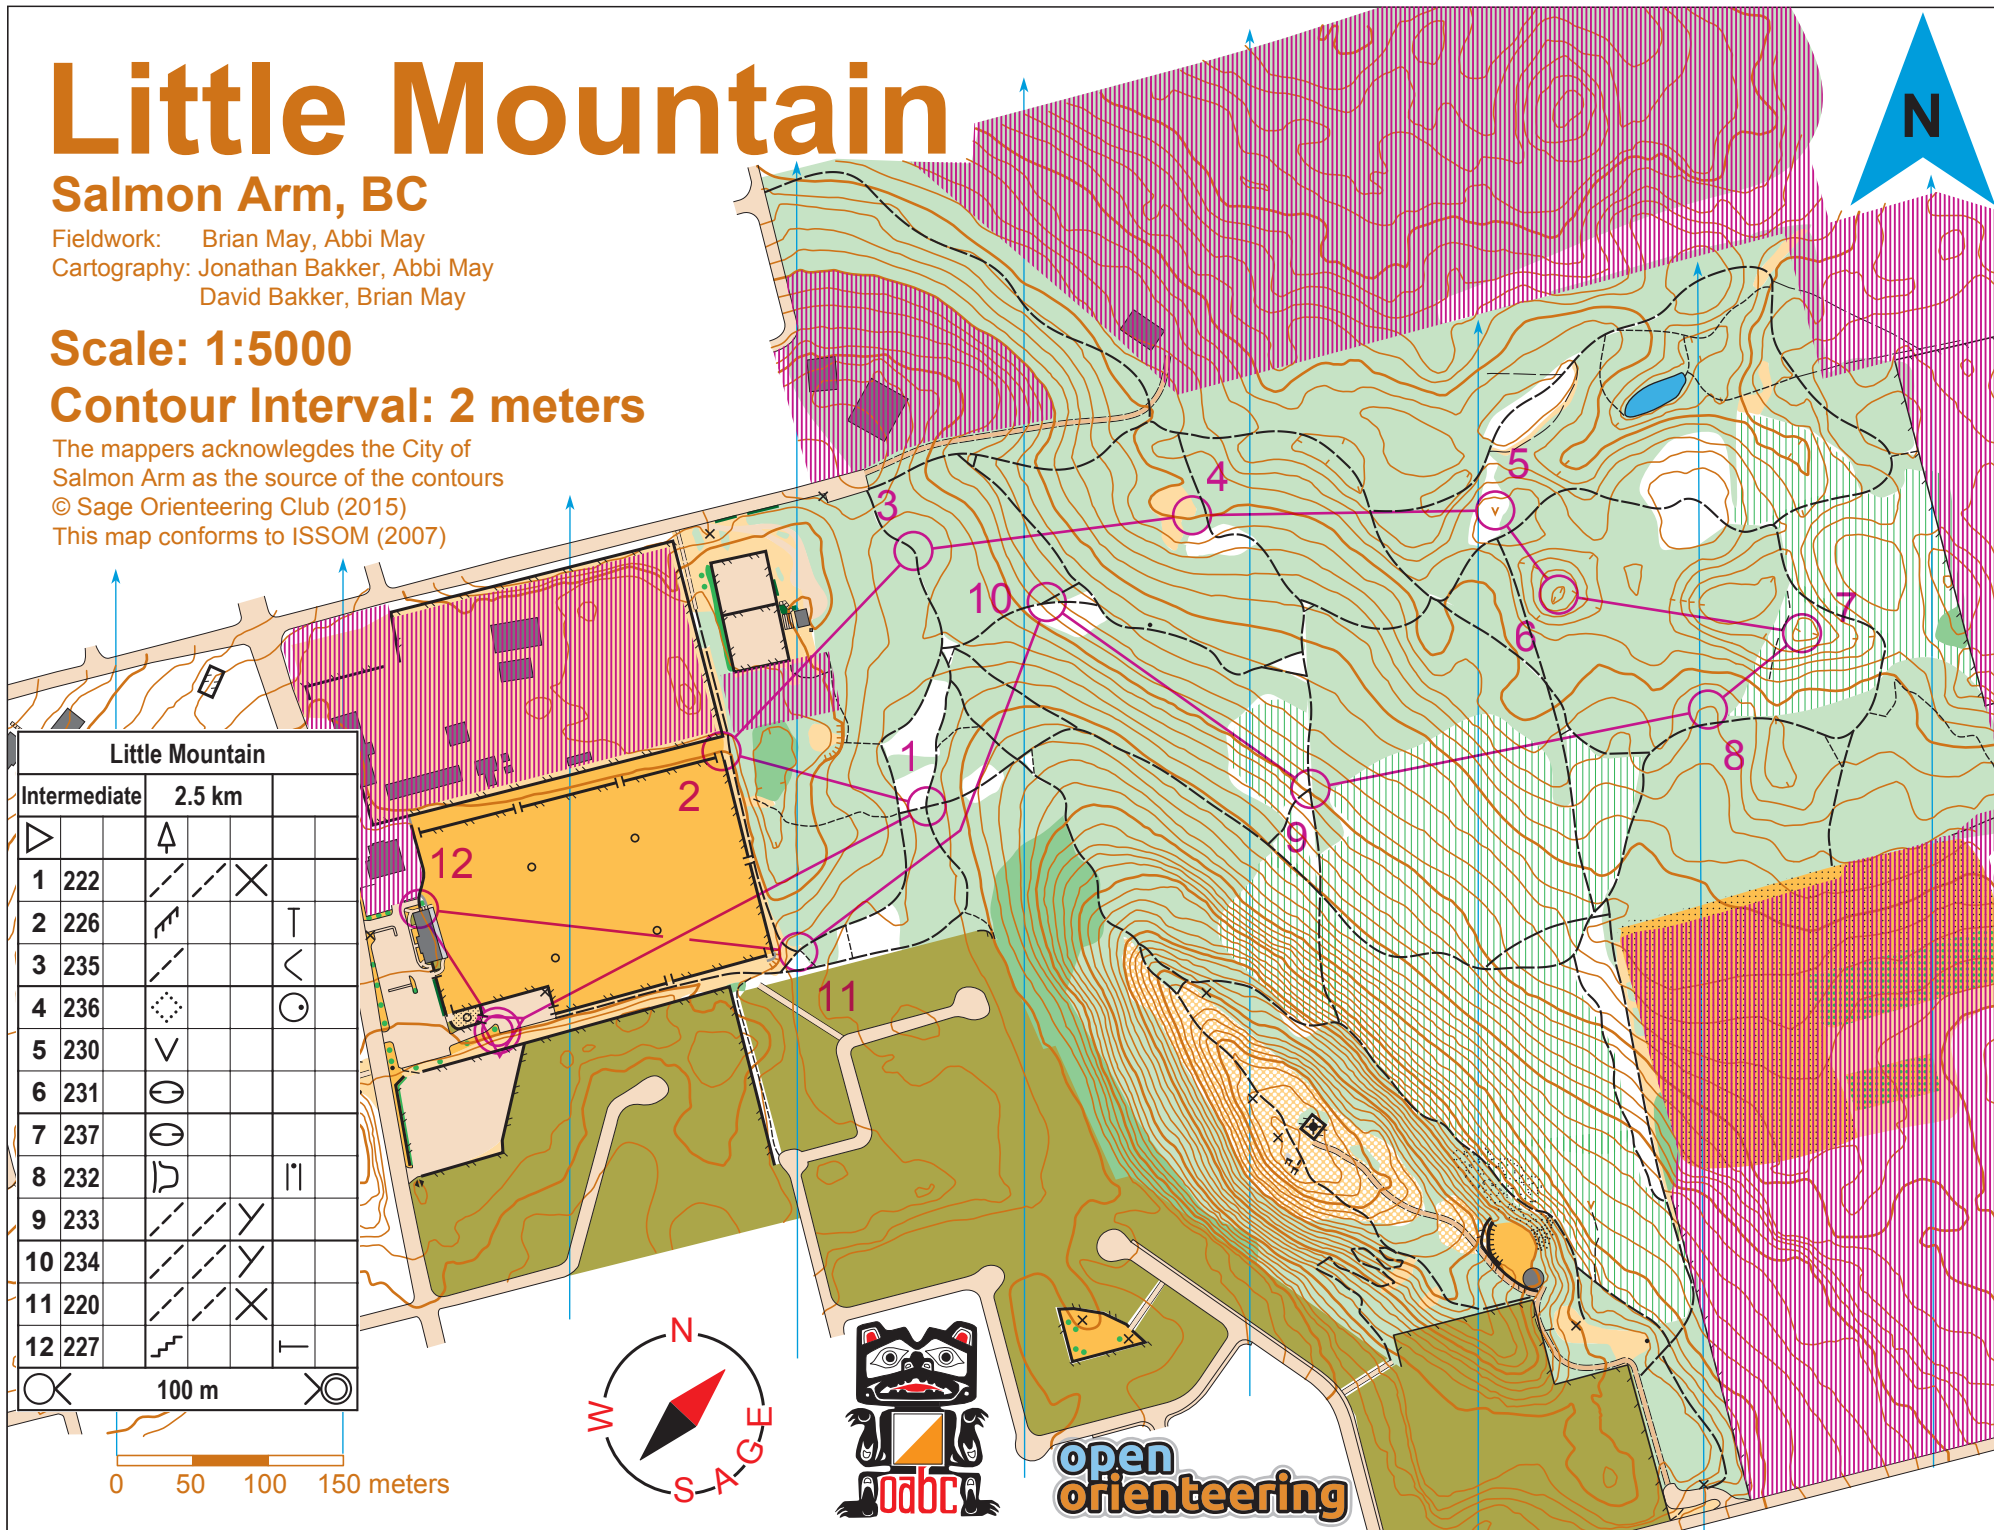 Little Mountain
Salmon Arm, BC
Fieldwork: Brian May, Abbi May
Cartography: Jonathan Bakker, Abbi May
David Bakker, Brian May
Scale: 1:5000
Contour Interval: 2 meters
The mappers acknowlegdes the City of
Salmon Arm as the source of the contours
© Sage Orienteering Club (2015)
This map conforms to ISSOM (2007)
N
3
4
5
10
6
7
1
2
8
9
12
11
Little Mountain
Intermediate 2.5 km
1 222
2 226
3 235
4 236
5 230
6 231
7 237
8 232
9 233
10 234
11 220
12 227
100 m
0 50 100 150 meters
N
W
SAGE
oabc
open
orienteering